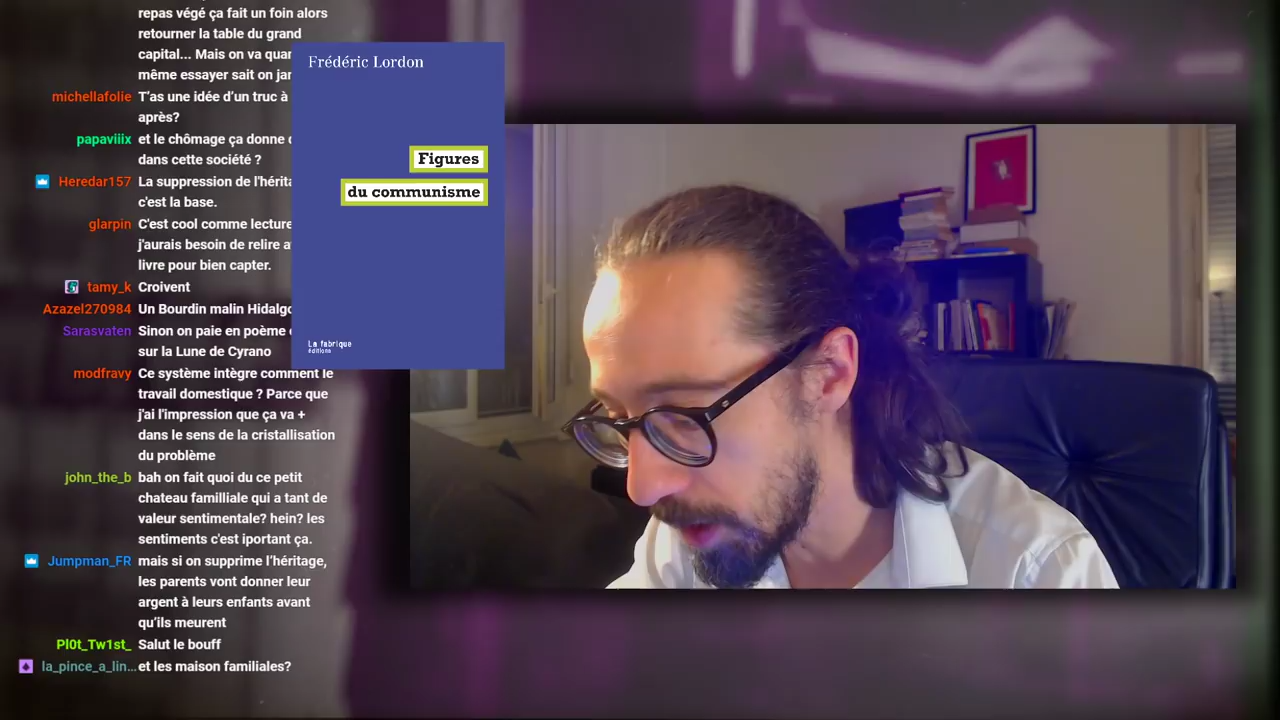 repas végé ça fait un foin alors
retourner la table du grand
capital... Mais on va quan
même essayer sait on jan
michellafolie T'as une idée d'un truc à
après?
papaviiix et le chômage ça donne
dans cette société ?
Heredar157 La suppression de l'hérita
c'est la base.
glarpin C'est cool comme lecture
j'aurais besoin de relire
livre pour bien capter.
tamy_k Croivent
Azazel270984 Un Bourdin malin Hidalgo
Sarasvaten Sinon on paie en poème
sur la Lune de Cyrano
modfravy Ce système intègre comment le
travail domestique ? Parce que
j'ai l'impression que ça va +
dans le sens de la cristallisation
du problème
john_the_b bah on fait quoi du ce petit
chateau famillliale qui a tant de
valeur sentimentale? hein? les
sentiments c'est iportant ça.
Jumpman_FR mais si on supprime l'héritage,
les parents vont donner leur
argent à leurs enfants avant
qu'ils meurent
Pl0t_Tw1st_ Salut le bouff
la_pince_a_lin... et les maison familiales?
Frédéric Lordon
Figures
du communisme
La fabrique
éditions